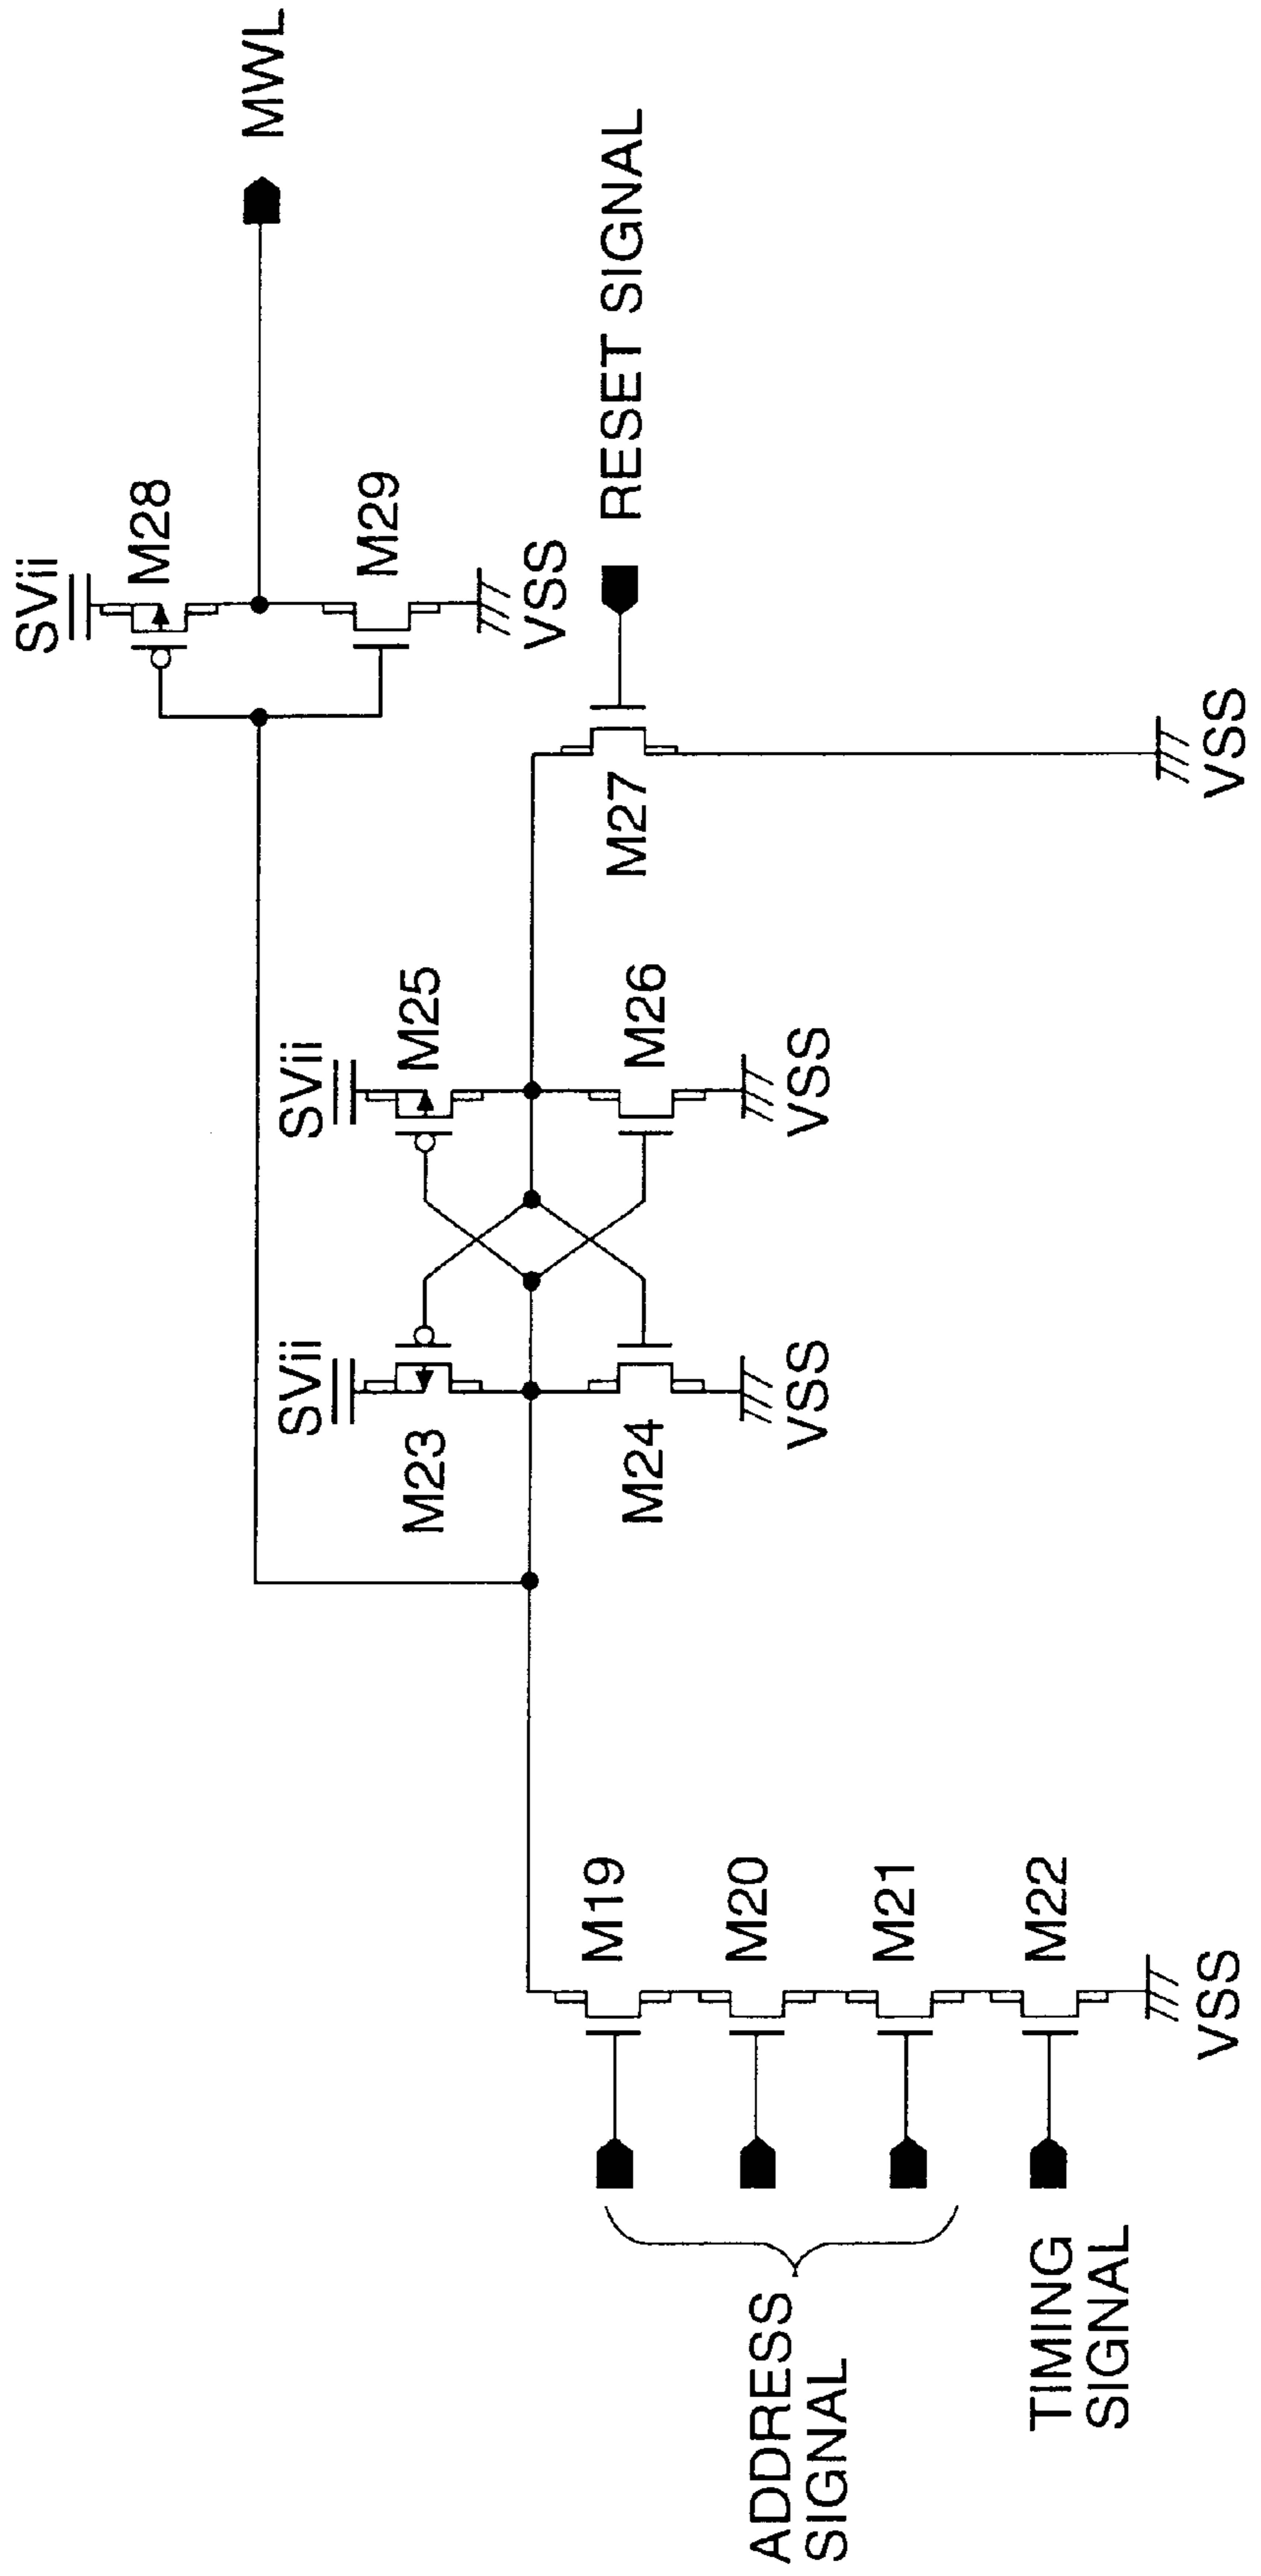 SVii
M28
MWL
M29
VSS
SVii
SVii
M23
M25
RESET SIGNAL
M24
M26
M27
VSS
VSS
M19
ADDRESS
SIGNAL
M20
M21
TIMING
SIGNAL
M22
VSS
VSS